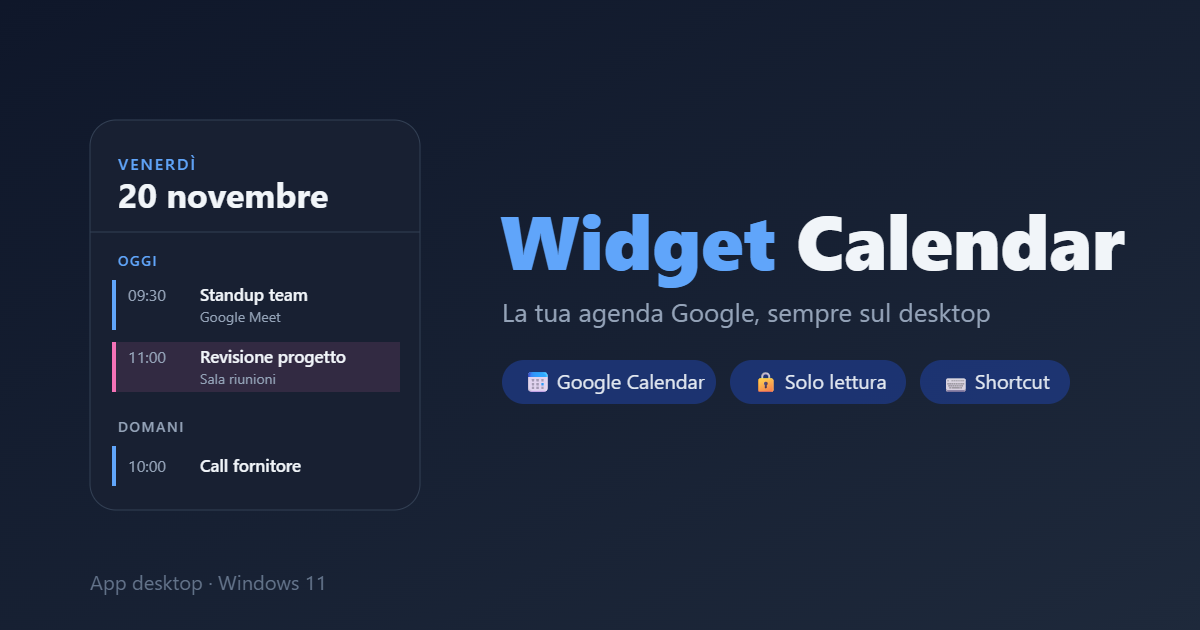 VENERDÌ
20 novembre
OGGI
09:30 Standup team
Google Meet
11:00 Revisione progetto
Sala riunioni
DOMANI
10:00 Call fornitore
Widget Calendar
La tua agenda Google, sempre sul desktop
Google Calendar Solo lettura Shortcut
App desktop · Windows 11